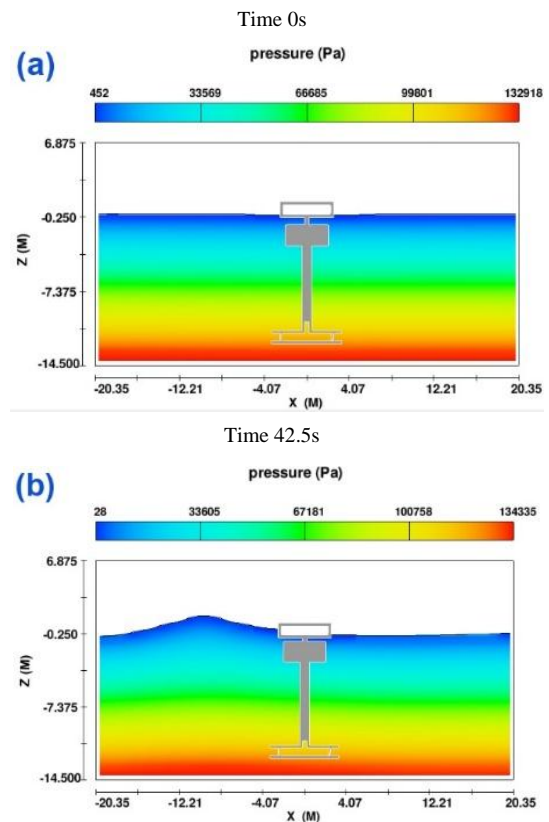 Time 0s
(a)
pressure (Pa)
452 33569 66685 99801 132918
6.875
-0.250
-7.375
-14.500
Z (M)
-20.35 -12.21 -4.07 4.07 12.21 20.35
X (M)
Time 42.5s
(b)
pressure (Pa)
28 33605 67181 100758 134335
6.875
-0.250
-7.375
-14.500
Z (M)
-20.35 -12.21 -4.07 4.07 12.21 20.35
X (M)